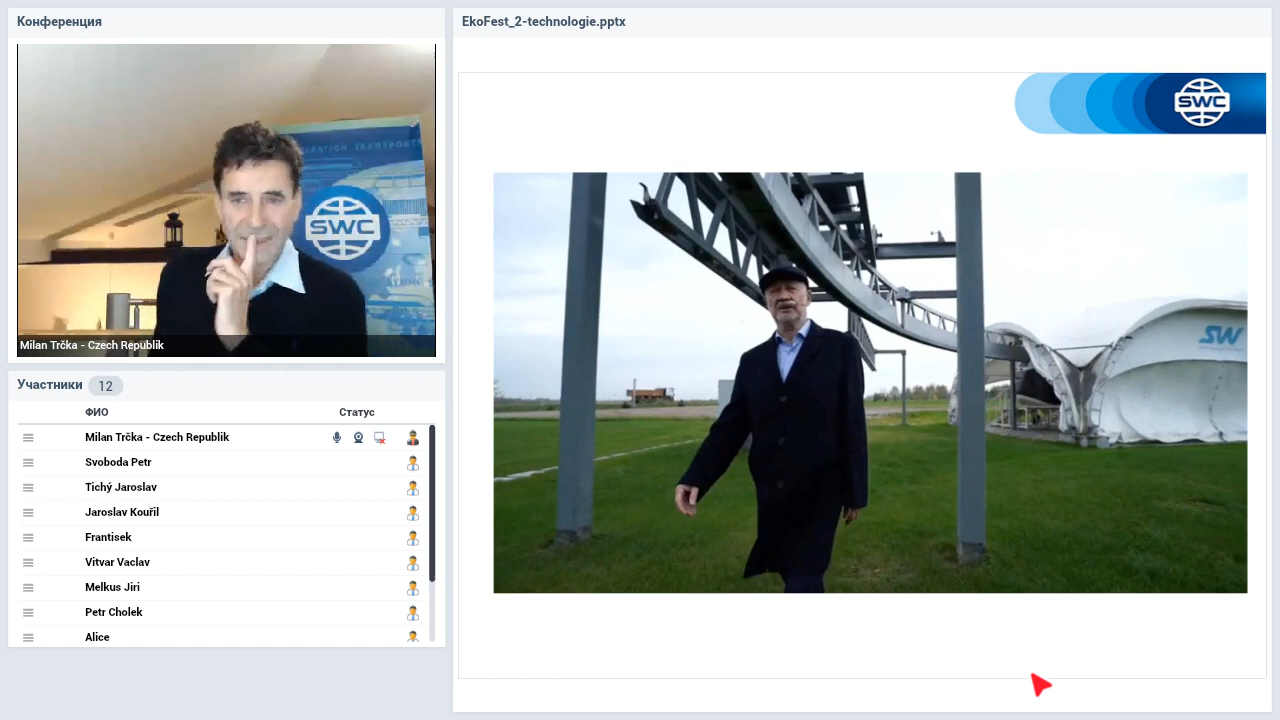 Конференция
EkoFest_2-technologie.pptx
SWC
SWC
Milan Trčka - Czech Republik
SW
Участники 12
ФИО Статус
Milan Trčka - Czech Republik
Svoboda Petr
Tichý Jaroslav
Jaroslav Kouřil
Frantisek
Vitvar Vaclav
Melkus Jiri
Petr Cholek
Alice